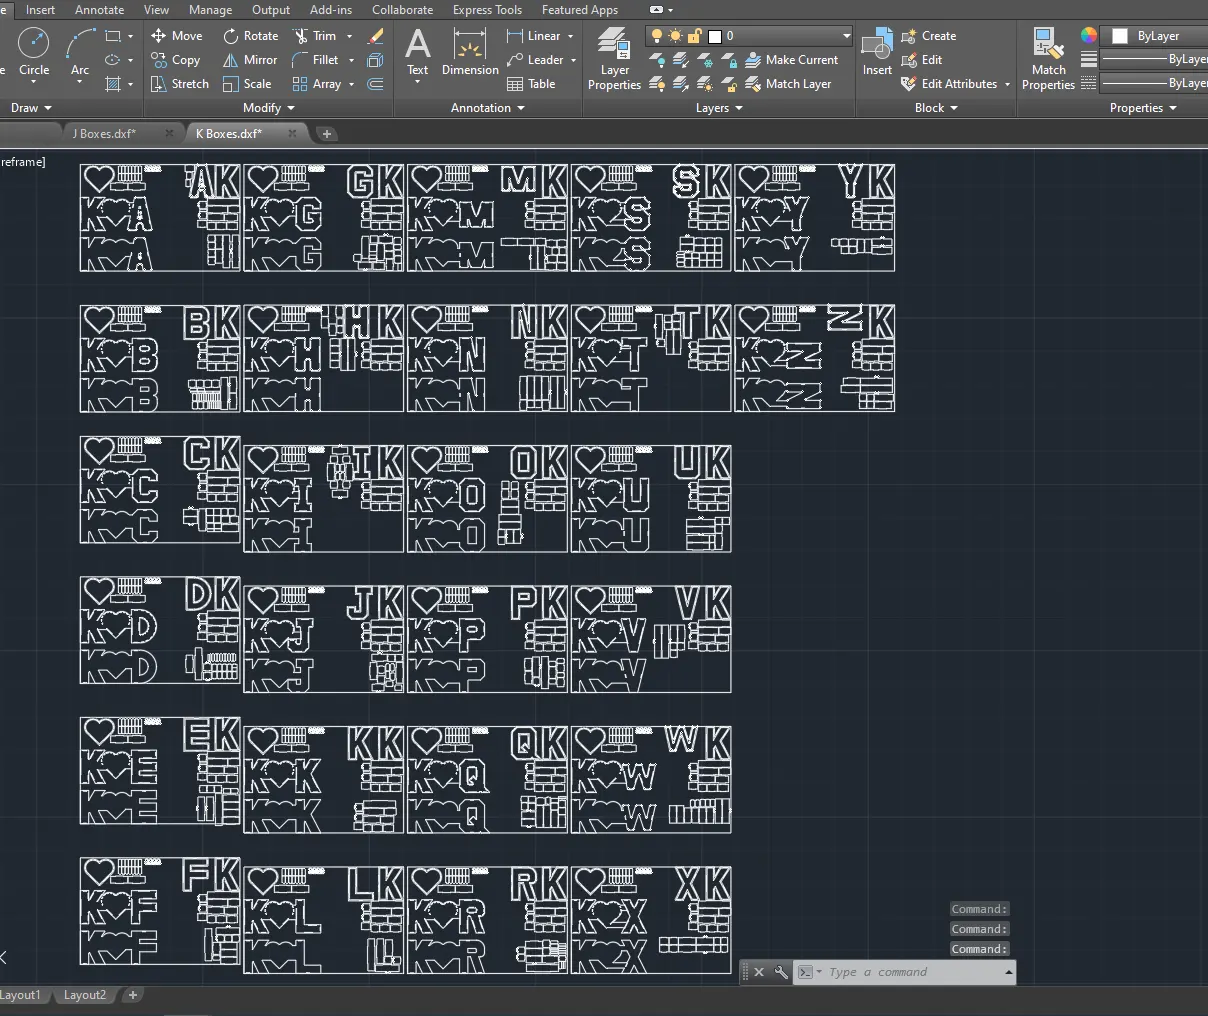 e Insert Annotate View Manage Output Add-ins Collaborate Express Tools Featured Apps
Move Rotate Trim Linear 0 Create ByLayer
Copy Mirror Fillet Leader Make Current Edit ByLayer
e Circle Arc Stretch Scale Array Text Dimension Table Layer Properties Match Layer Insert Edit Attributes Match Properties ByLayer
Draw Modify Annotation Layers Block Properties
J Boxes.dxf* K Boxes.dxf*
reframe]
AK GK MK SK YK
K A K G K M K S K Y
K A K G K M K S K Y
BK HK NK TK ZK
K B K H K N K T K Z
K B K H K N K T K Z
CK IK OK UK
K C K I K O K U
K C K I K O K U
DK JK PK VK
K D K J K P K V
K D K J K P K V
EK KK QK WK
K E K K K Q K W
K E K K K Q K W
FK LK RK XK
K F K L K R K X
K F K L K R K X
Command:
Command:
Command:
Type a command
Layout1 Layout2